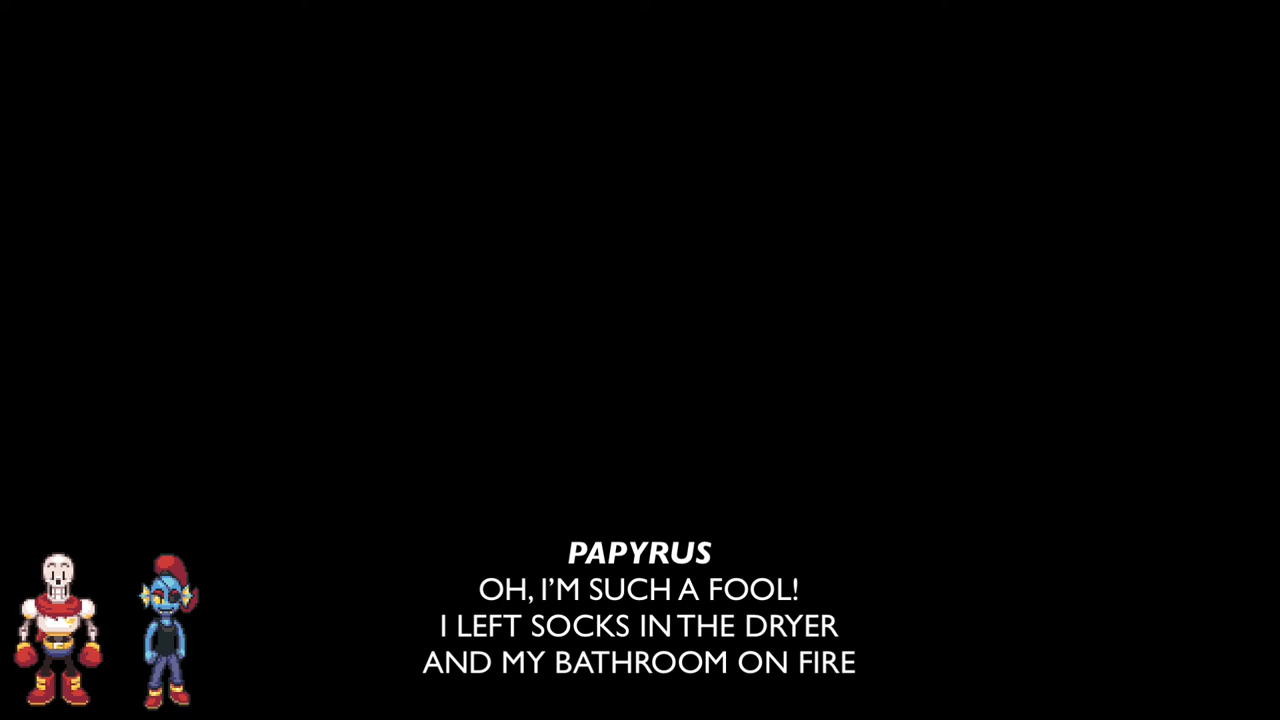 PAPYRUS
OH, I'M SUCH A FOOL!
I LEFT SOCKS IN THE DRYER
AND MY BATHROOM ON FIRE